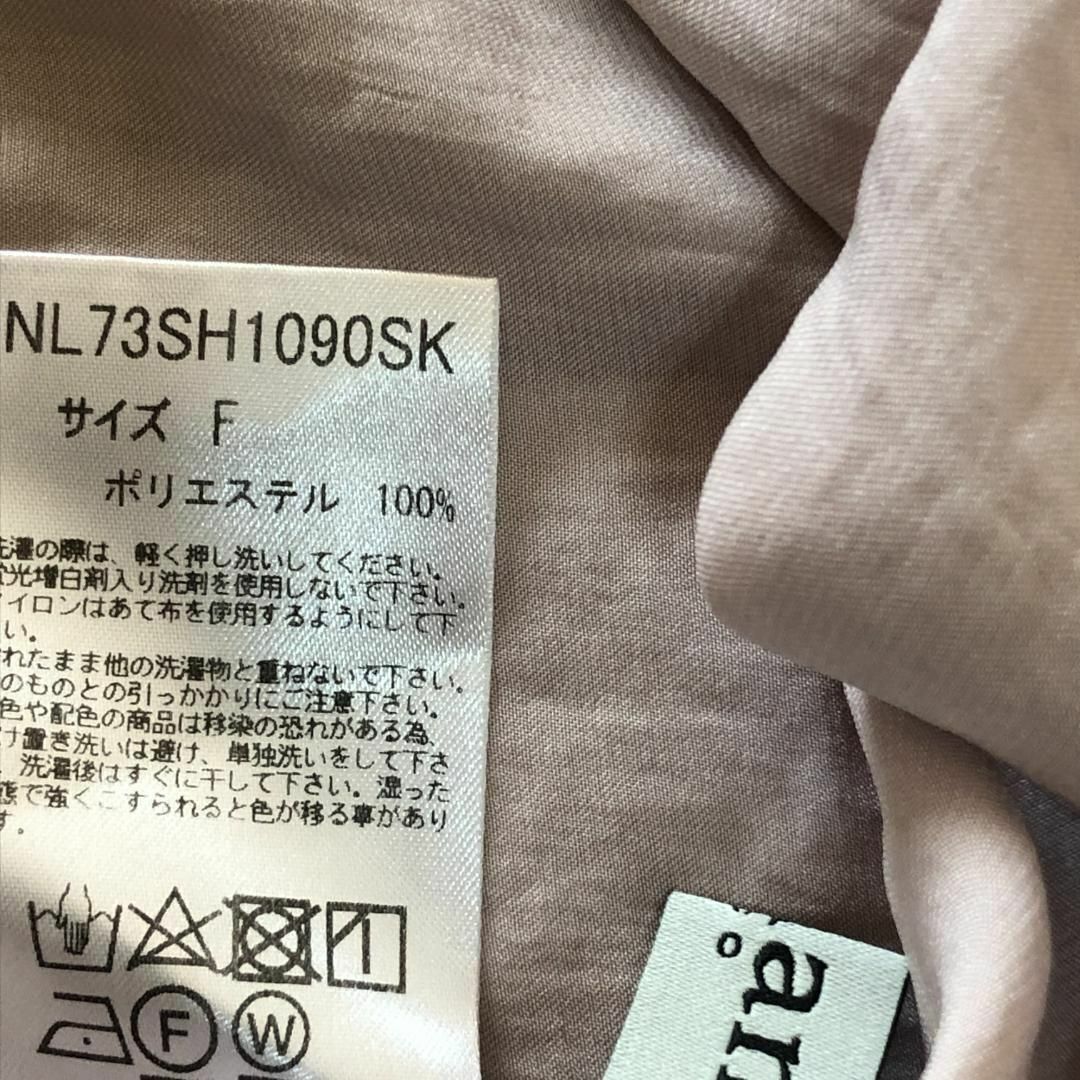 NL73SH1090SK
サイズ F
ポリエステル 100%
洗濯の際は、軽く押し洗いしてください。
蛍光増白剤入り洗剤を使用しないで下さい。
アイロンはあて布を使用するようにして下
い。
れたまま他の洗濯物と重ねないで下さい。
のものとの引っかかりにご注意下さい。
色や配色の商品は移染の恐れがある為、
け置き洗いは避け、単独洗いをして下さ
、洗濯後はすぐに干して下さい。湿った
態で強くこすられると色が移る事があり
す。
F W
an